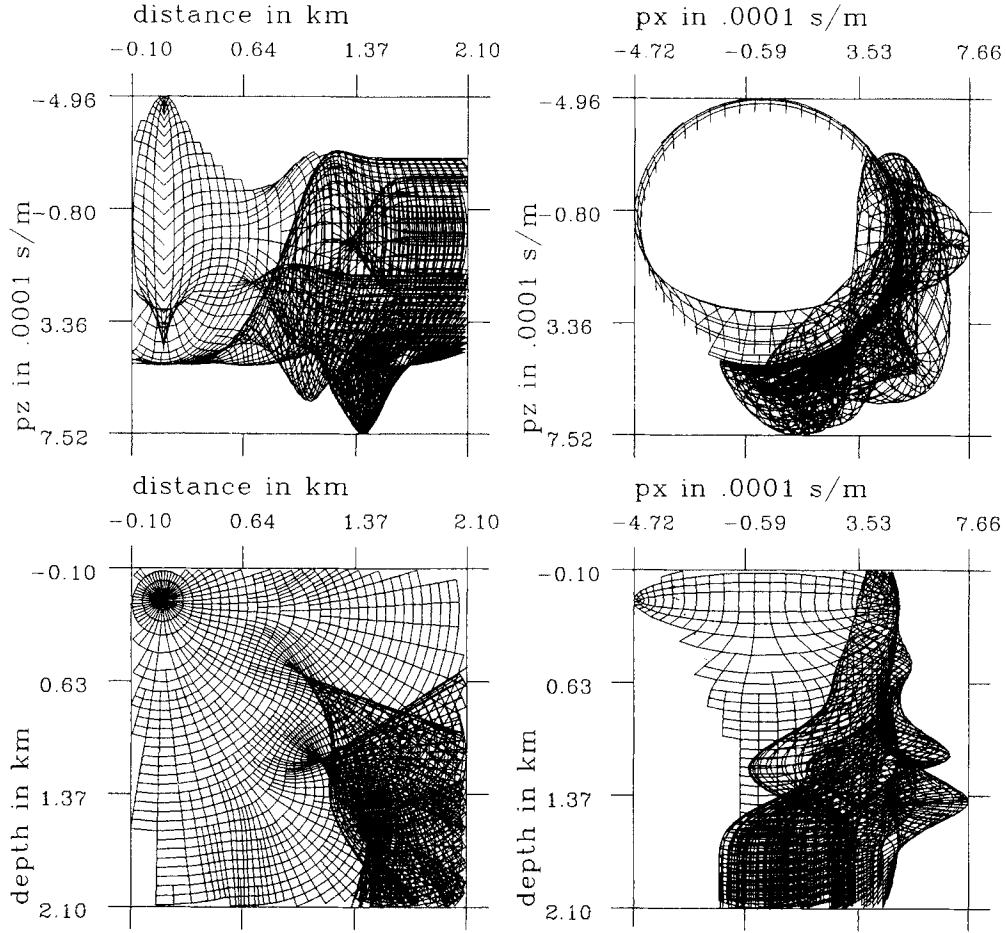 distance in km
-0.10 0.64 1.37 2.10
pz in .0001 s/m
-4.96
-0.80
3.36
7.52
px in .0001 s/m
-4.72 -0.59 3.53 7.66
pz in .0001 s/m
-4.96
-0.80
3.36
7.52
distance in km
-0.10 0.64 1.37 2.10
depth in km
-0.10
0.63
1.37
2.10
px in .0001 s/m
-4.72 -0.59 3.53 7.66
depth in km
-0.10
0.63
1.37
2.10